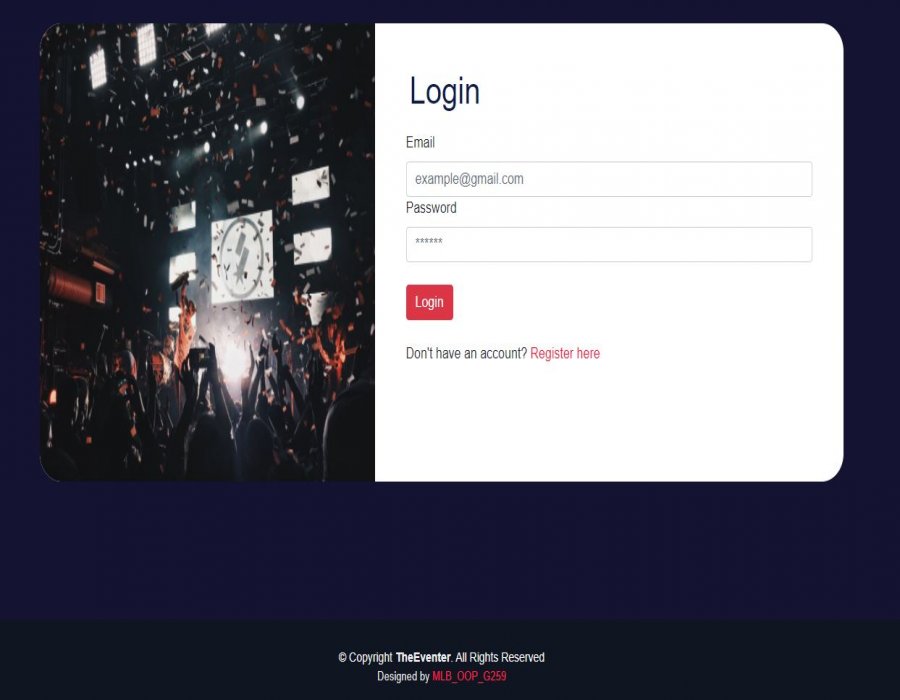 Login
Email
example@gmail.com
Password
******
Login
Don't have an account? Register here
© Copyright TheEventer. All Rights Reserved
Designed by MLB_OOP_G259